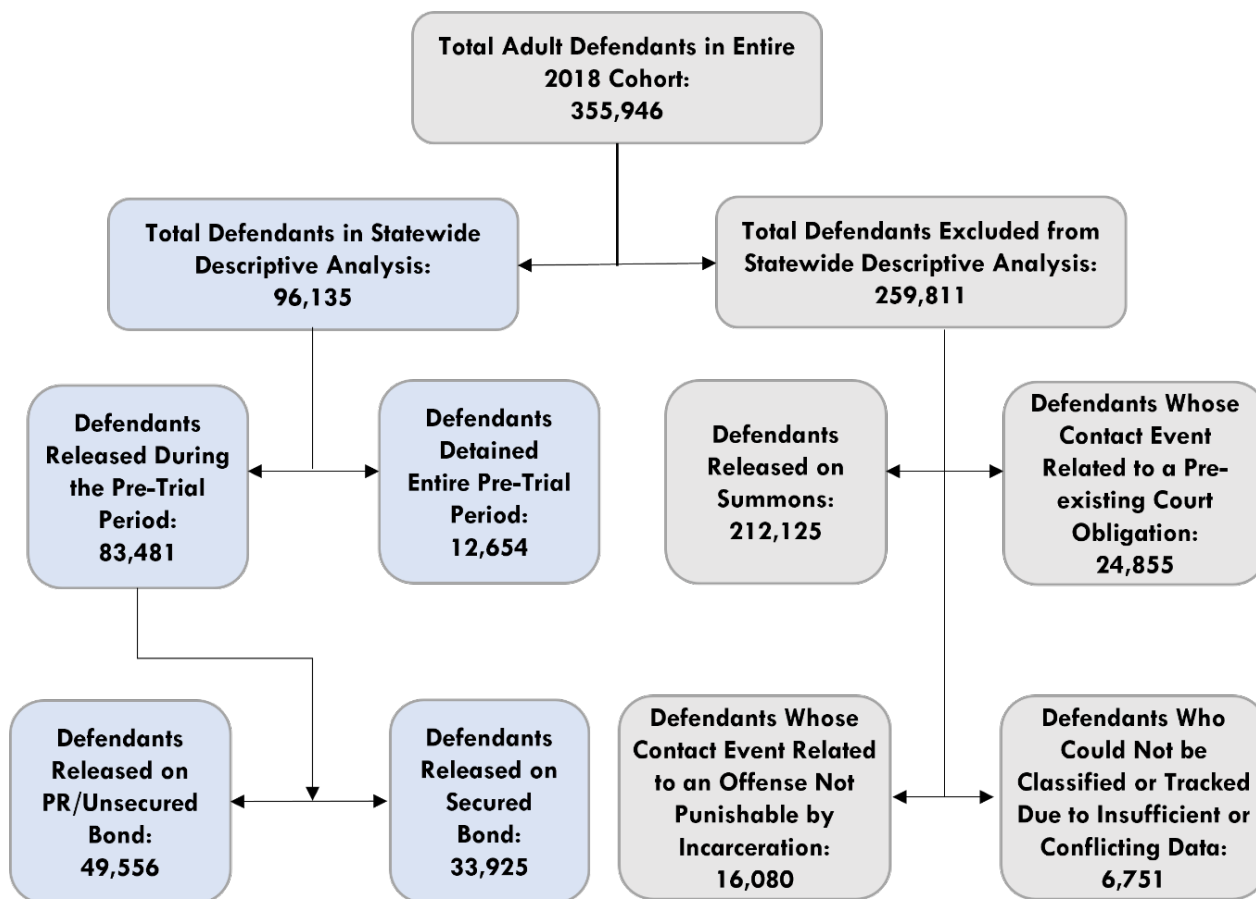 Total Adult Defendants in Entire
2018 Cohort:
355,946
Total Defendants in Statewide
Descriptive Analysis:
96,135
Total Defendants Excluded from
Statewide Descriptive Analysis:
259,811
Defendants
Released During
the Pre-Trial
Period:
83,481
Defendants
Detained
Entire Pre-Trial
Period:
12,654
Defendants
Released on
Summons:
212,125
Defendants Whose
Contact Event
Related to a Pre-
existing Court
Obligation:
24,855
Defendants
Released on
PR/Unsecured
Bond:
49,556
Defendants
Released on
Secured
Bond:
33,925
Defendants Whose
Contact Event Related
to an Offense Not
Punishable by
Incarceration:
16,080
Defendants Who
Could Not be
Classified or Tracked
Due to Insufficient or
Conflicting Data:
6,751